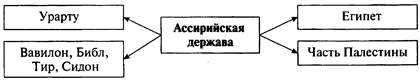 Урарту
Ассирийская
держава
Египет
Вавилон, Библ,
Тир, Сидон
Часть Палестины